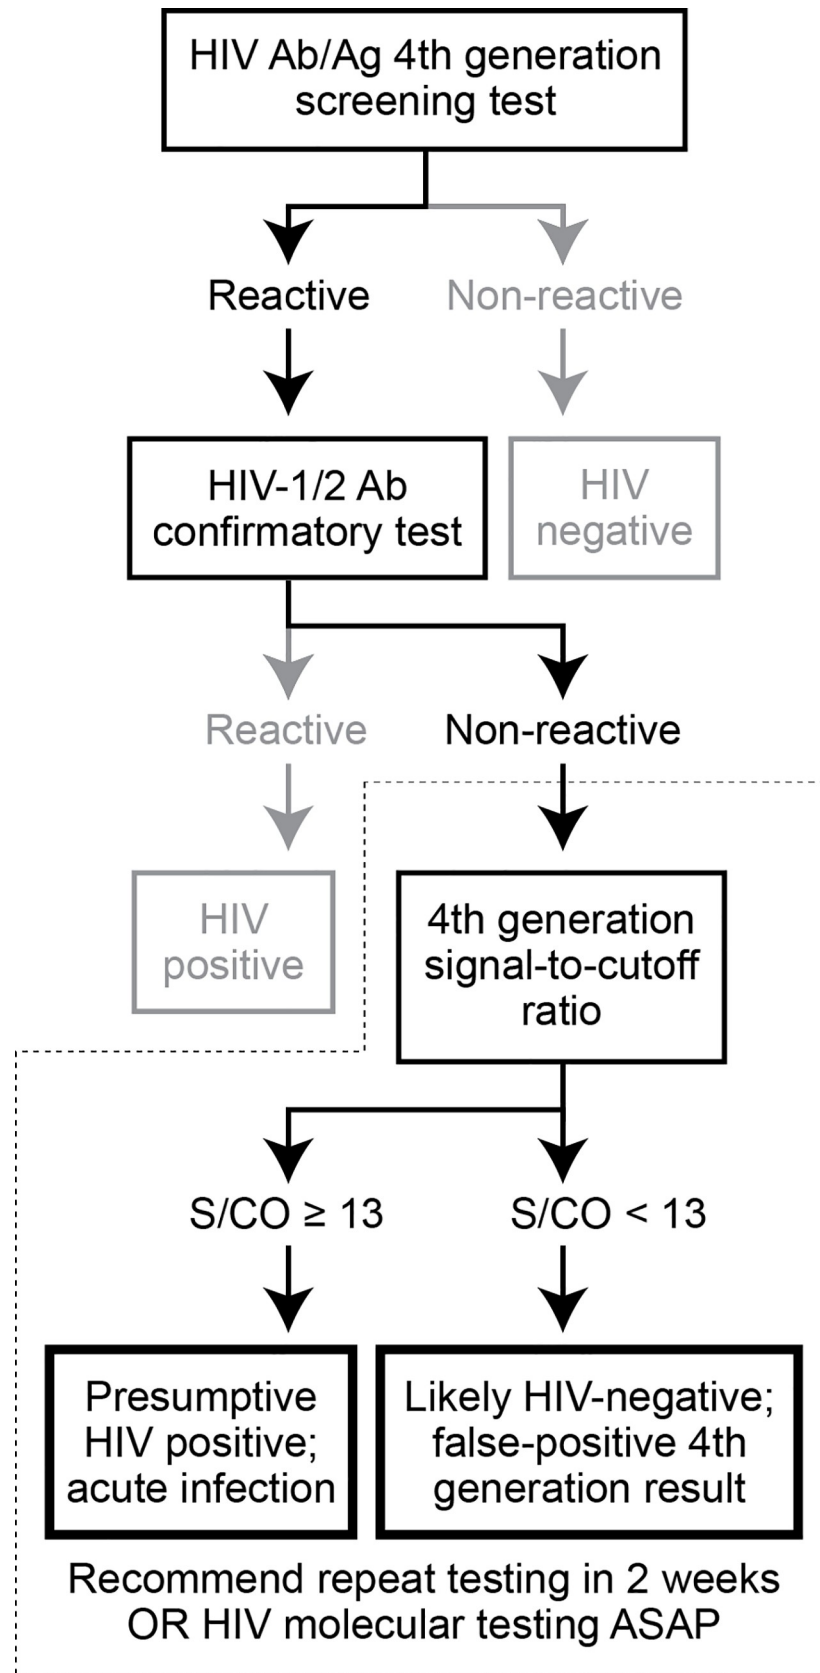 HIV Ab/Ag 4th generation
screening test
Reactive
Non-reactive
HIV-1/2 Ab
confirmatory test
HIV
negative
Reactive
Non-reactive
HIV
positive
4th generation
signal-to-cutoff
ratio
S/CO ≥ 13
S/CO < 13
Presumptive
HIV positive;
acute infection
Likely HIV-negative;
false-positive 4th
generation result
Recommend repeat testing in 2 weeks
OR HIV molecular testing ASAP